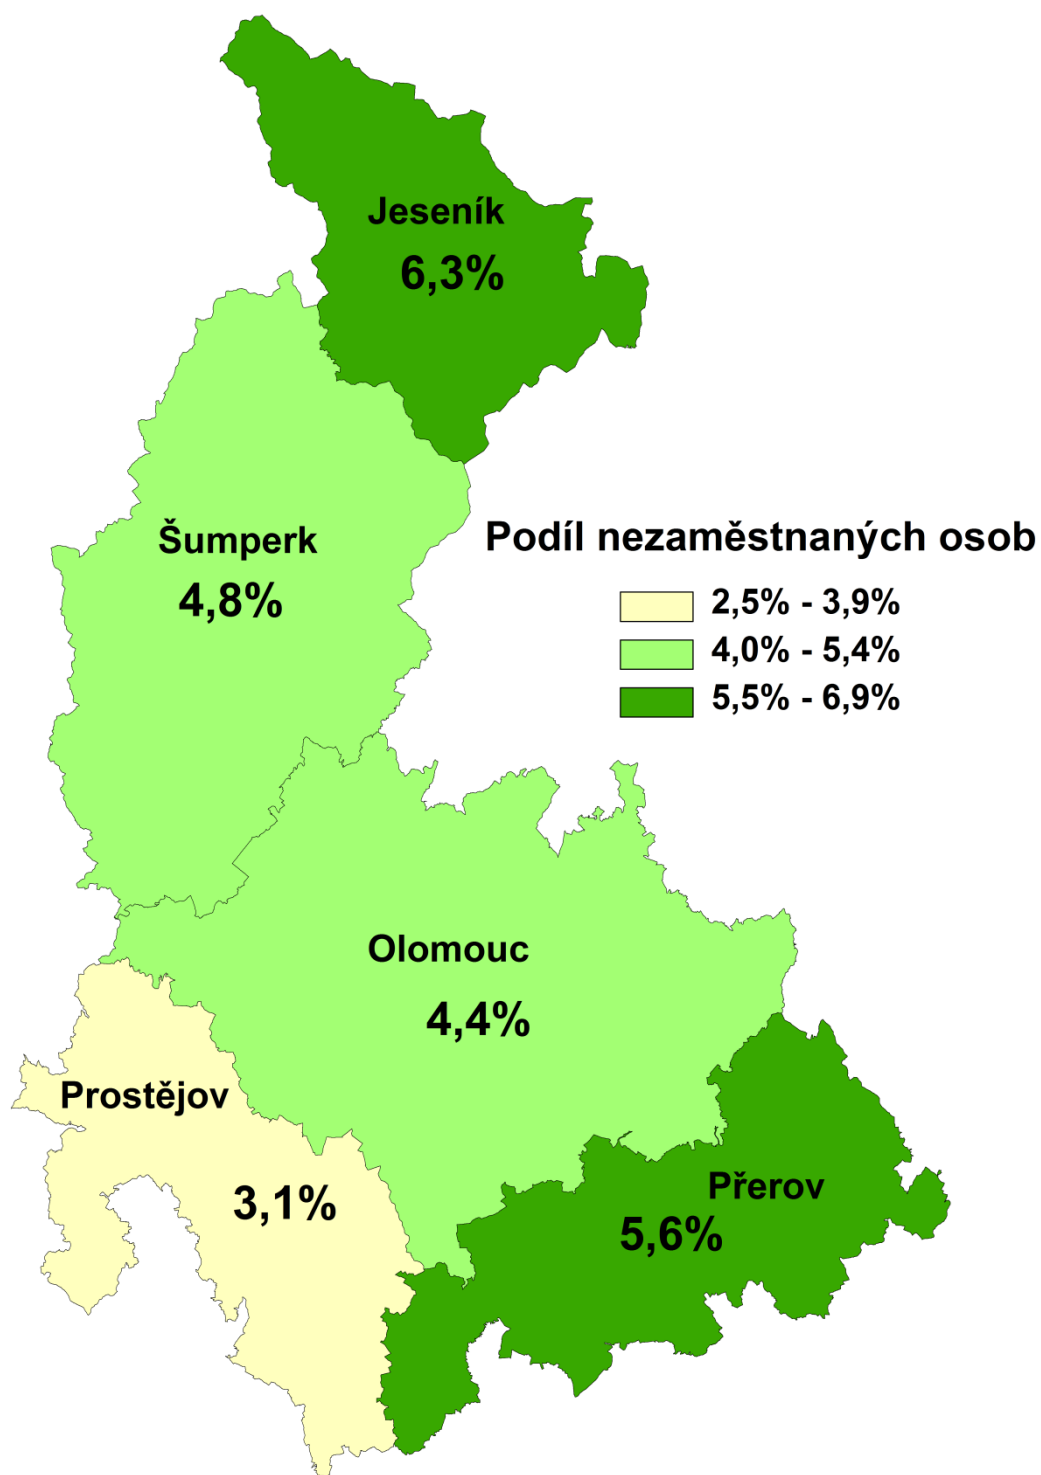 Jeseník
6,3%
Šumperk
4,8%
Podíl nezaměstnaných osob
2,5% - 3,9%
4,0% - 5,4%
5,5% - 6,9%
Olomouc
4,4%
Prostějov
3,1%
Přerov
5,6%